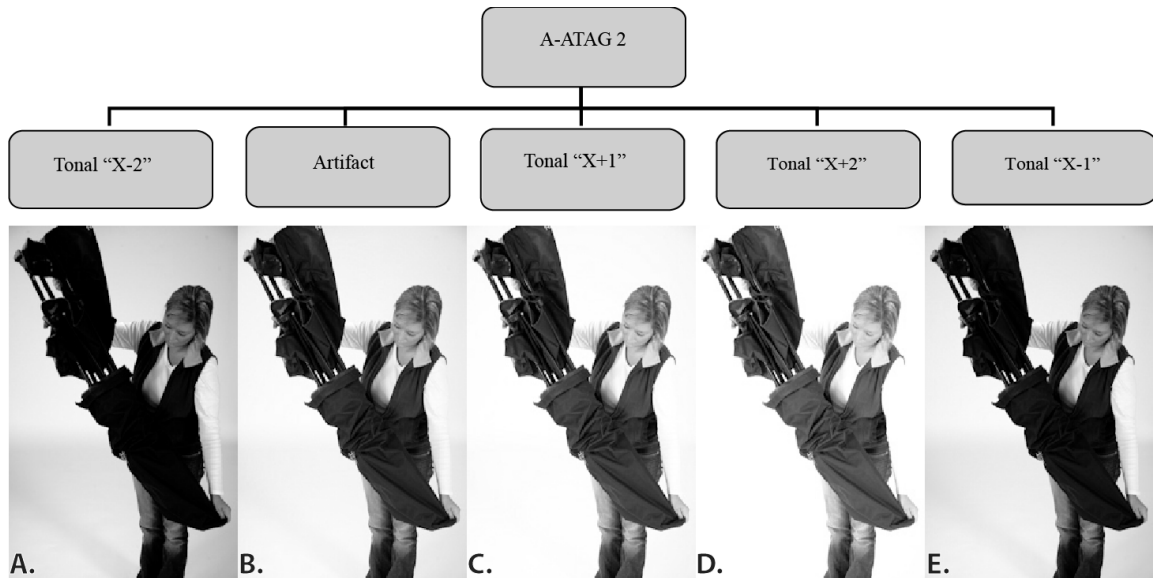 A-ATAG 2
Tonal “X-2”
Artifact
Tonal “X+1”
Tonal “X+2”
Tonal “X-1”
A.
B.
C.
D.
E.